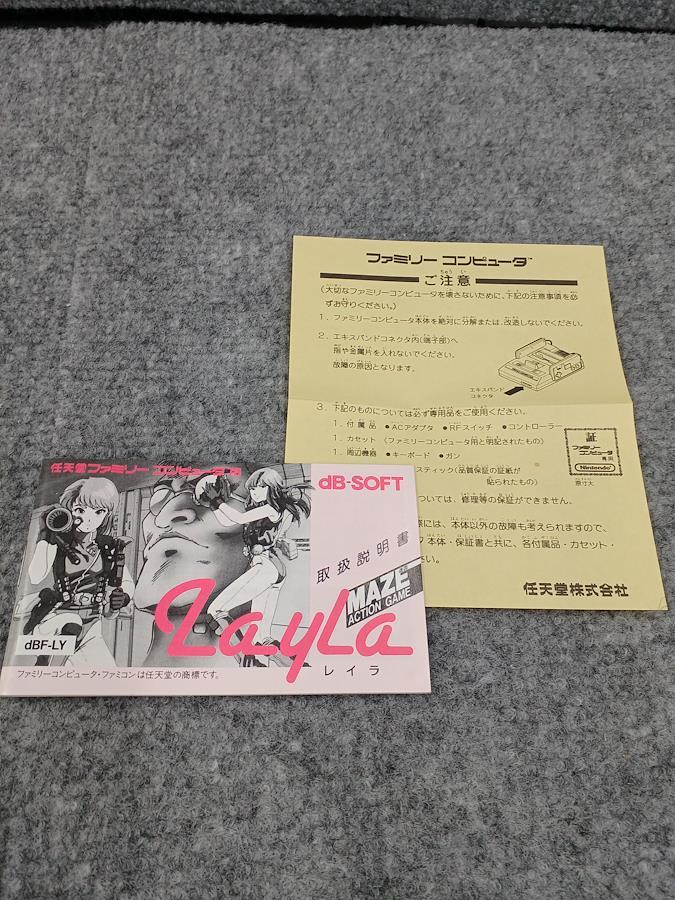 ファミリー コンピュータ™
ちゅう い
ご注意
(大切なファミリーコンピュータを壊さないために、下記の注意事項を必
ずお守りください。)
1. ファミリーコンピュータ本体を絶対に分解または、改造しないでください。
2. エキスパンドコネクタ内(端子部)へ
指や金属片を入れないでください。
故障の原因となります。
エキスパンド
コネクタ
3. 下記のものについては必ず専用品をご使用ください。
1. 付属品 ●ACアダプタ ●RFスイッチ ●コントローラー
1. カセット (ファミリーコンピュータ用と明記されたもの)
1. 周辺機器 ●キーボード ●ガン
スティック(品質保証の証紙が
貼られたもの)
証
ファミリー
コンピュータ
専用
Nintendo
原寸大
ついては、修理等の保証ができません。
際には、本体以外の故障も考えられますので、
本体・保証書と共に、各付属品・カセット・
さい。
任天堂株式会社
任天堂ファミリー コンピュータ
dB-SOFT
取扱説明書
MAZE
ACTION GAME
LayLa
レイラ
dBF-LY
ファミリーコンピュータ・ファミコンは任天堂の商標です。